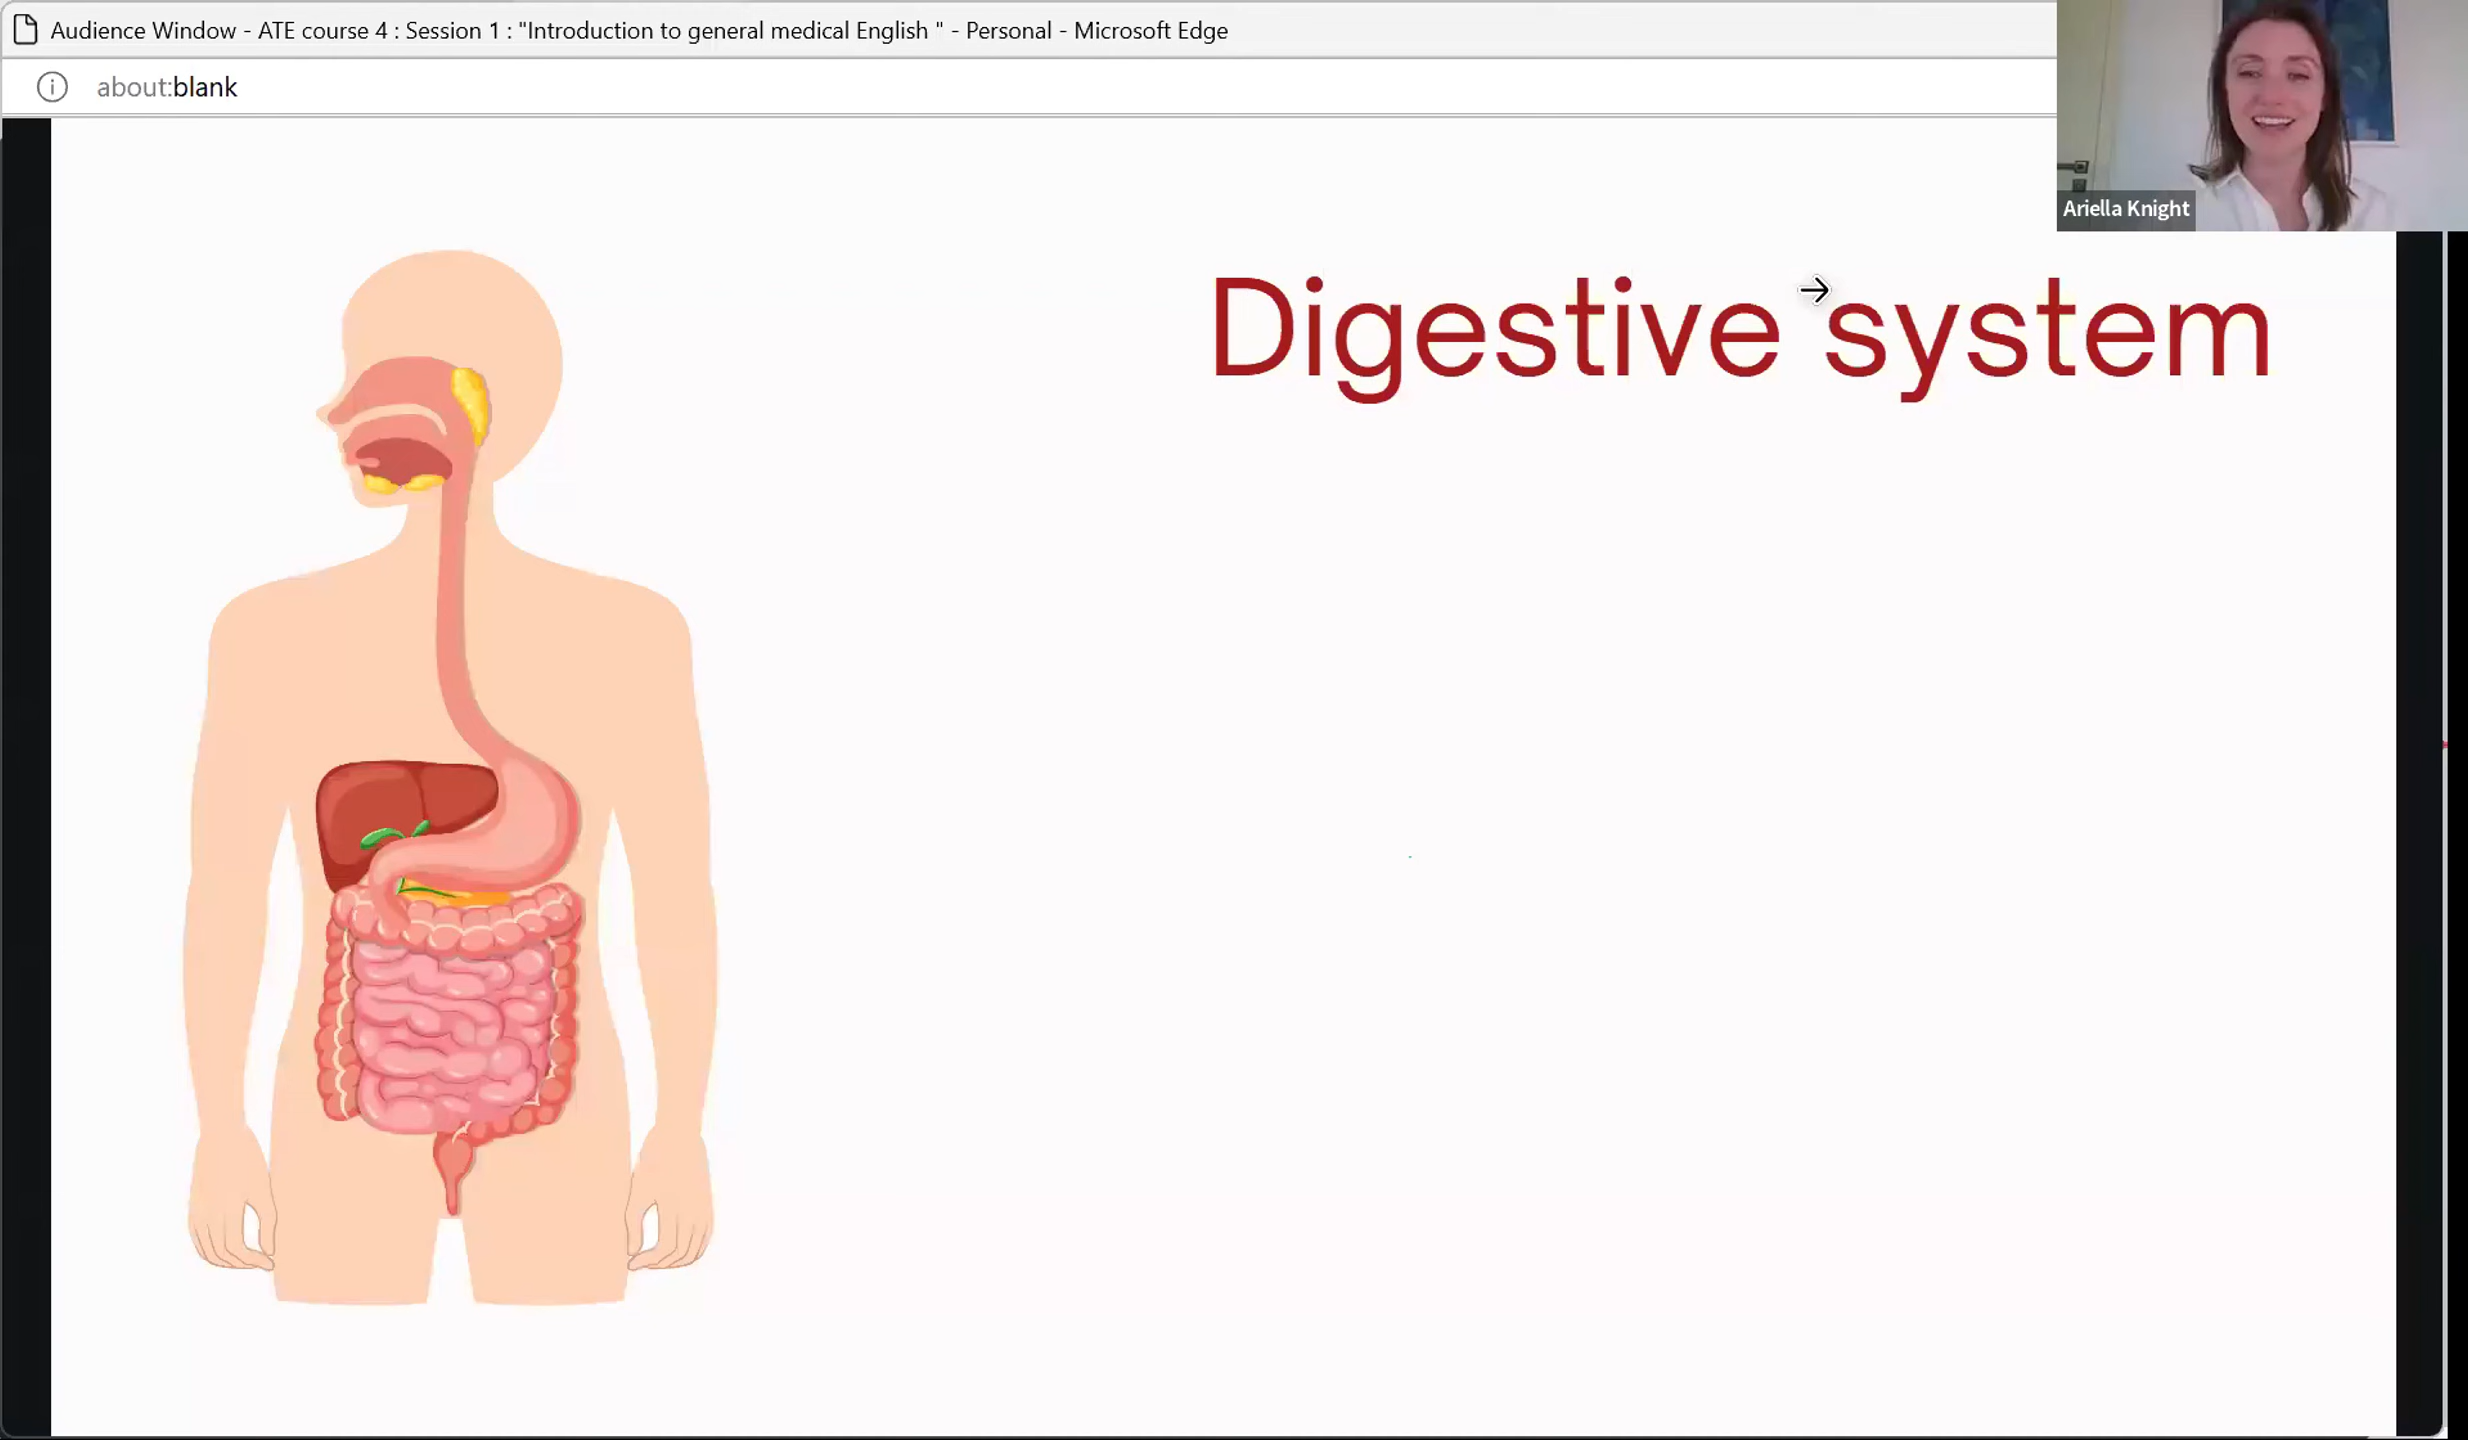 Audience Window - ATE course 4 : Session 1 : "Introduction to general medical English " - Personal - Microsoft Edge
about:blank
Ariella Knight
Digestive system